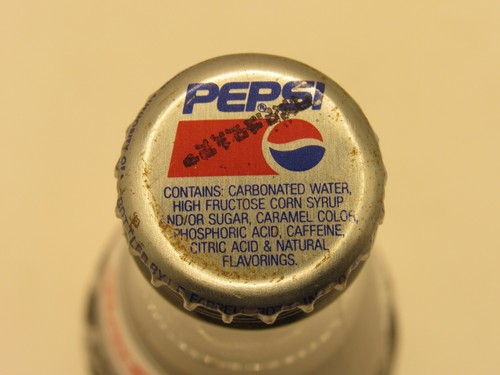 PEPSI
CONTAINS: CARBONATED WATER,
HIGH FRUCTOSE CORN SYRUP
AND/OR SUGAR, CARAMEL COLOR,
PHOSPHORIC ACID, CAFFEINE,
CITRIC ACID & NATURAL
FLAVORINGS.